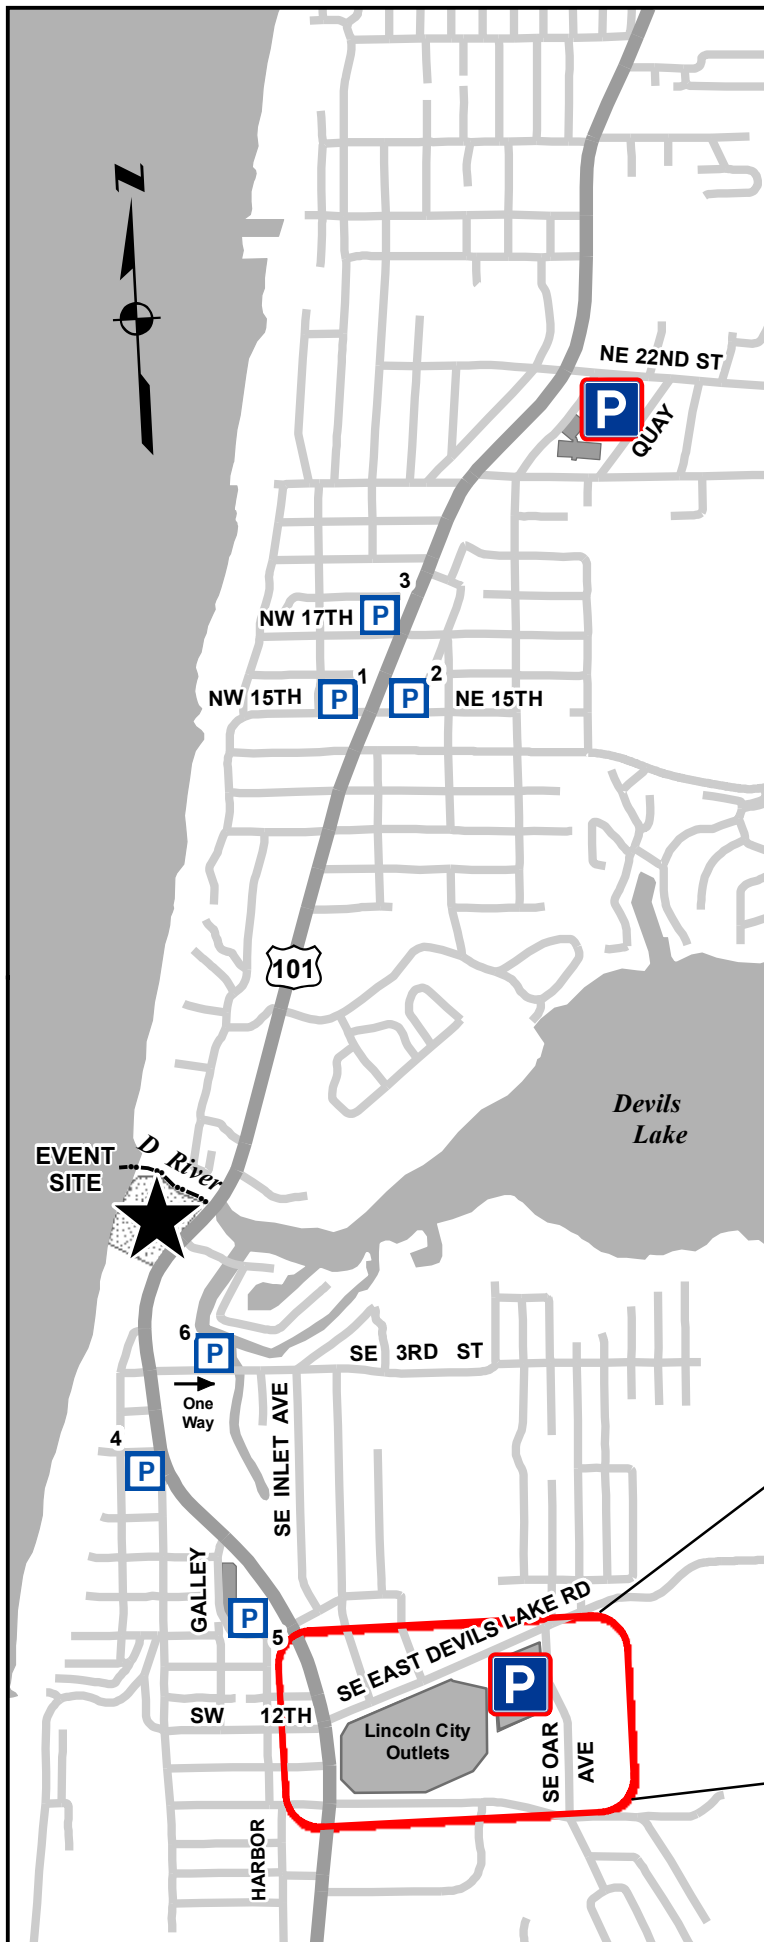 Z
NE 22ND ST
P
QUAY
3
NW 17TH
P
1
2
NW 15TH
P
P
NE 15TH
101
Devils
Lake
EVENT
SITE
D River
6
P
SE 3RD ST
One
Way
SE INLET AVE
4
P
GALLEY
P
5
SE EAST DEVILS LAKE RD
P
SW 12TH
Lincoln City
Outlets
SE OAR
AVE
HARBOR